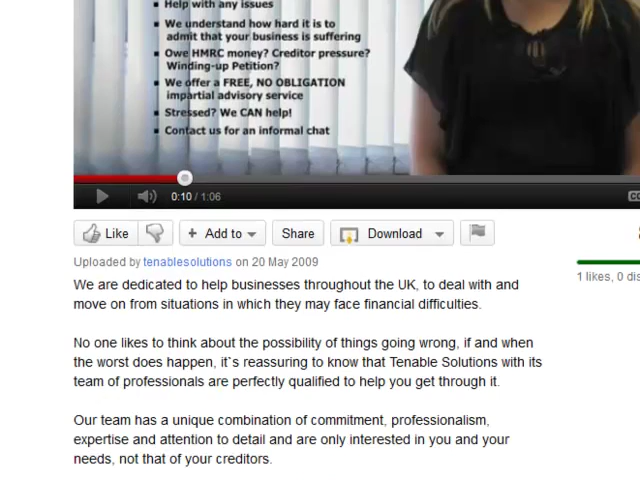 Help with any issues
We understand how hard it is to
admit that your business is suffering
Owe HMRC money? Creditor pressure?
Winding-up Petition?
We offer a FREE, NO OBLIGATION
impartial advisory service
Stressed? We CAN help!
Contact us for an informal chat
0:10 / 1:06
Like
+ Add to
Share
Download
Uploaded by tenablesolutions on 20 May 2009
1 likes, 0 dis
We are dedicated to help businesses throughout the UK, to deal with and
move on from situations in which they may face financial difficulties.
No one likes to think about the possibility of things going wrong, if and when
the worst does happen, it`s reassuring to know that Tenable Solutions with its
team of professionals are perfectly qualified to help you get through it.
Our team has a unique combination of commitment, professionalism,
expertise and attention to detail and are only interested in you and your
needs, not that of your creditors.